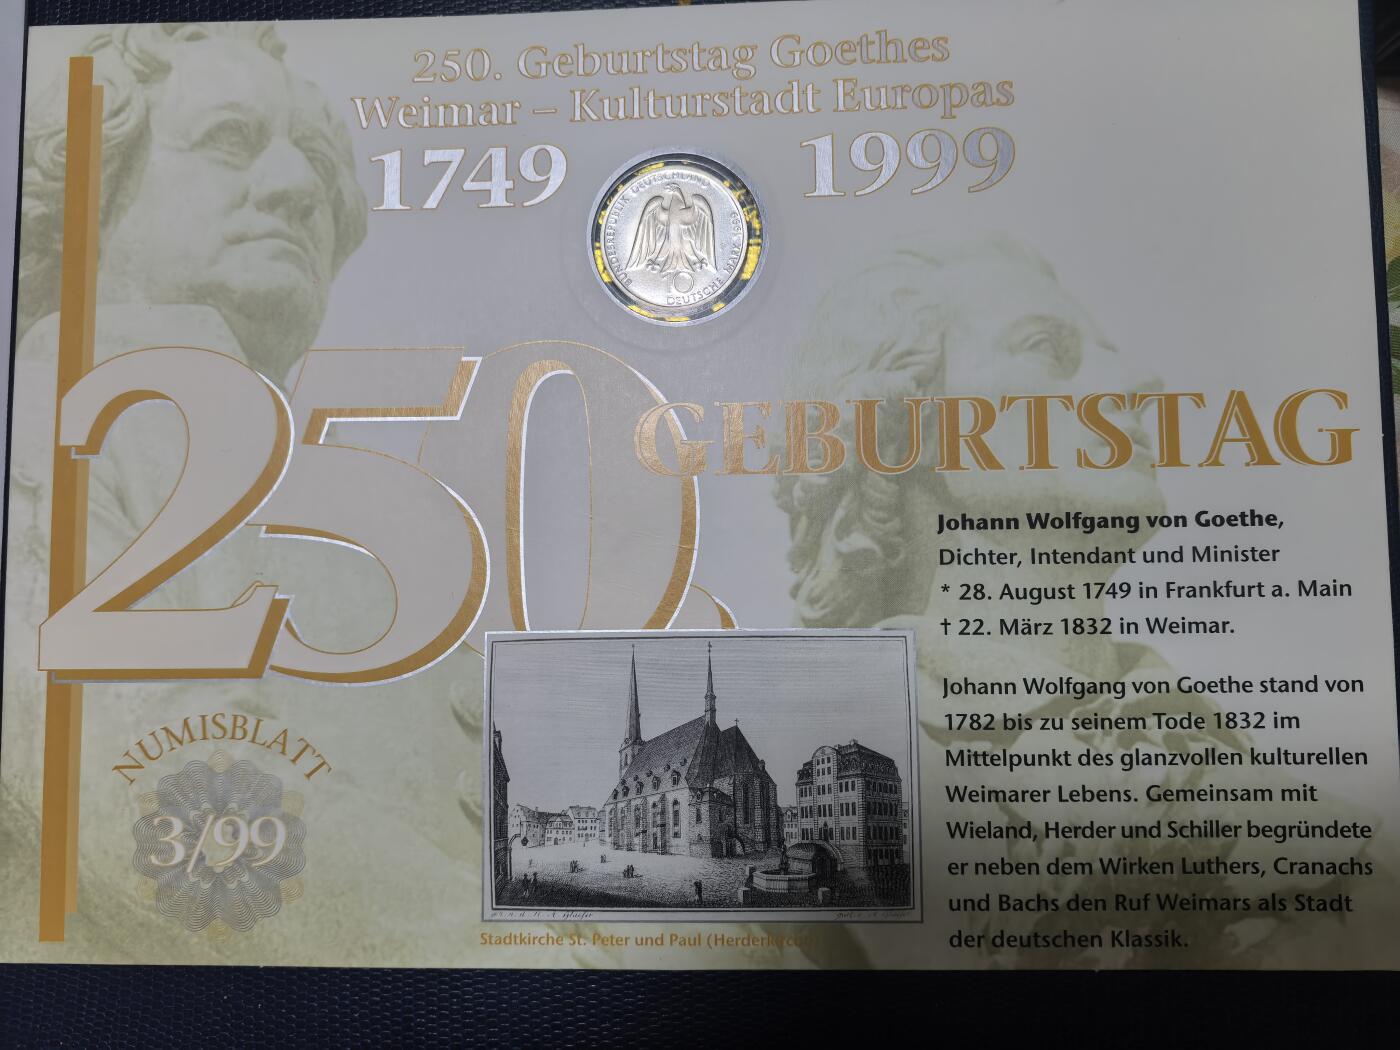 250. Geburtstag Goethes
Weimar – Kulturstadt Europas
1749 1999
BUNDESREPUBLIK DEUTSCHLAND
10
DEUTSCHE MARK 1999
250.
GEBURTSTAG
Johann Wolfgang von Goethe,
Dichter, Intendant und Minister
* 28. August 1749 in Frankfurt a. Main
† 22. März 1832 in Weimar.
Johann Wolfgang von Goethe stand von
1782 bis zu seinem Tode 1832 im
Mittelpunkt des glanzvollen kulturellen
Weimarer Lebens. Gemeinsam mit
Wieland, Herder und Schiller begründete
er neben dem Wirken Luthers, Cranachs
und Bachs den Ruf Weimars als Stadt
der deutschen Klassik.
NUMISBLATT
3/99
Stadtkirche St. Peter und Paul (Herderkirche)